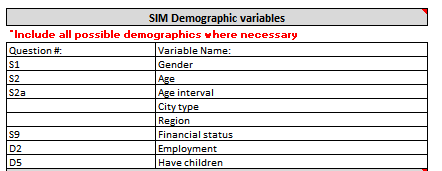 SIM Demographic variables
*Include all possible demographics where necessary
Question #: Variable Name:
S1 Gender
S2 Age
S2a Age interval
City type
Region
S9 Financial status
D2 Employment
D5 Have children